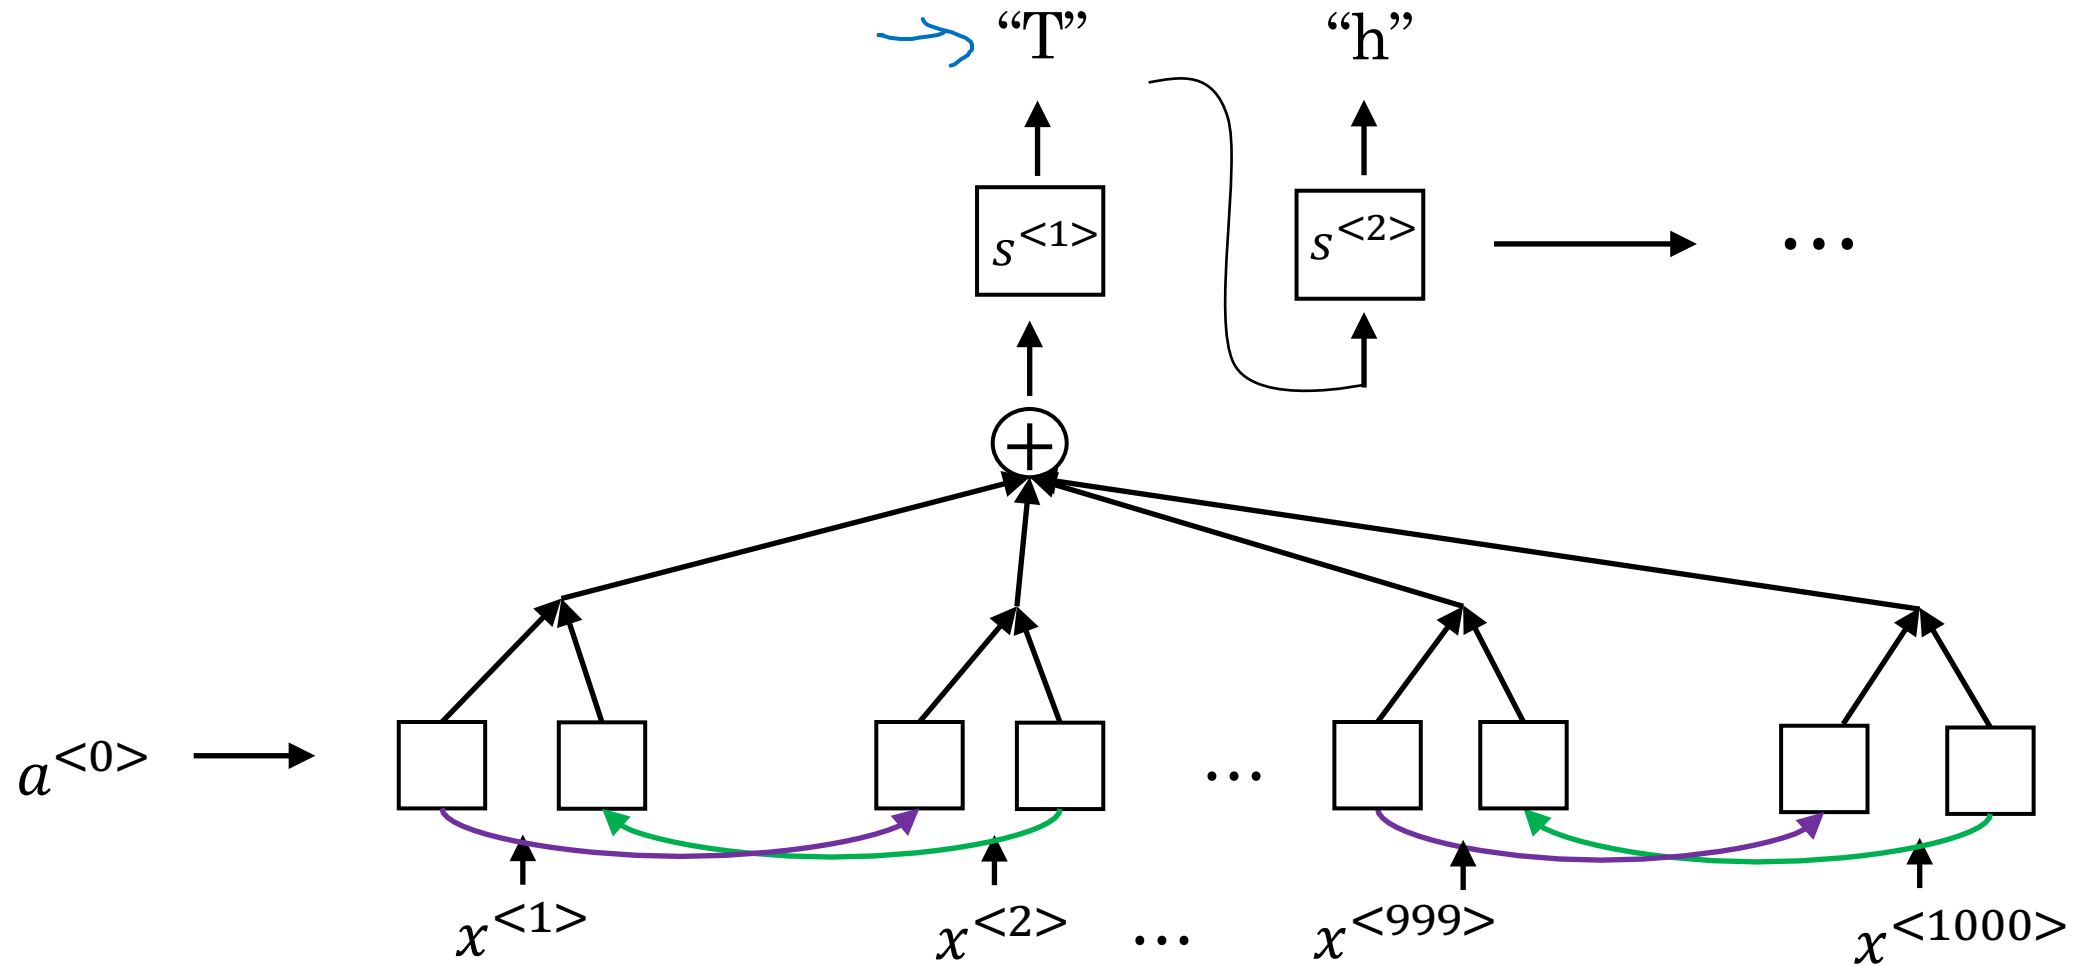 “T” “h”
s<1> s<2> ...
+
a<0> ...
x<1> x<2> ... x<999> x<1000>